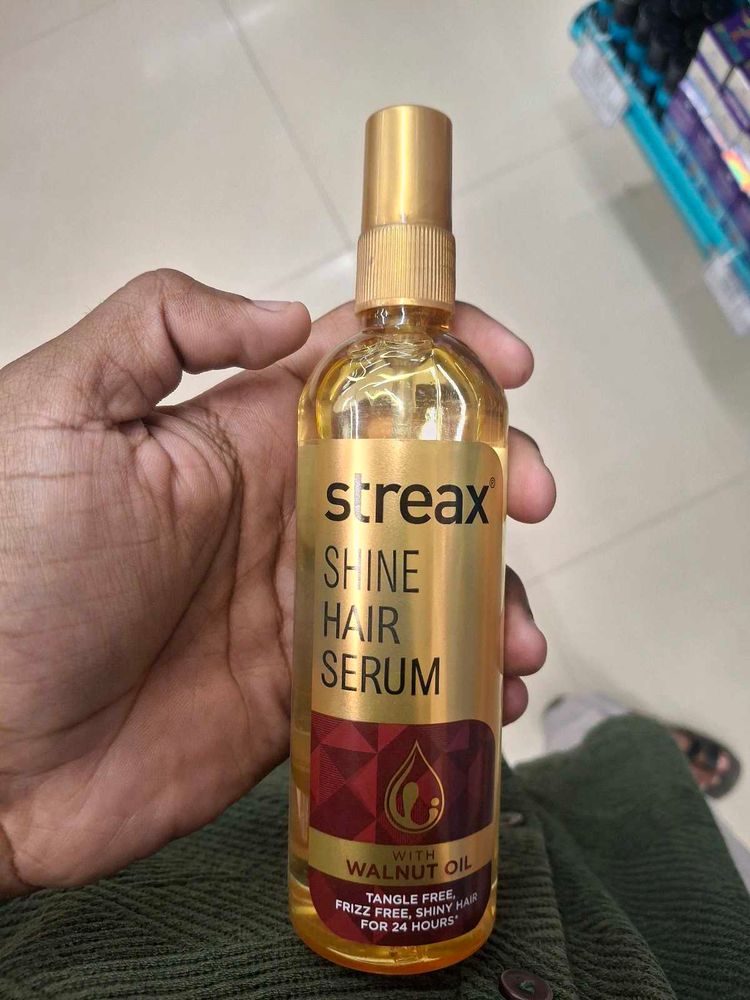 streax®
SHINE
HAIR
SERUM
WITH
WALNUT OIL
TANGLE FREE,
FRIZZ FREE, SHINY HAIR
FOR 24 HOURS*